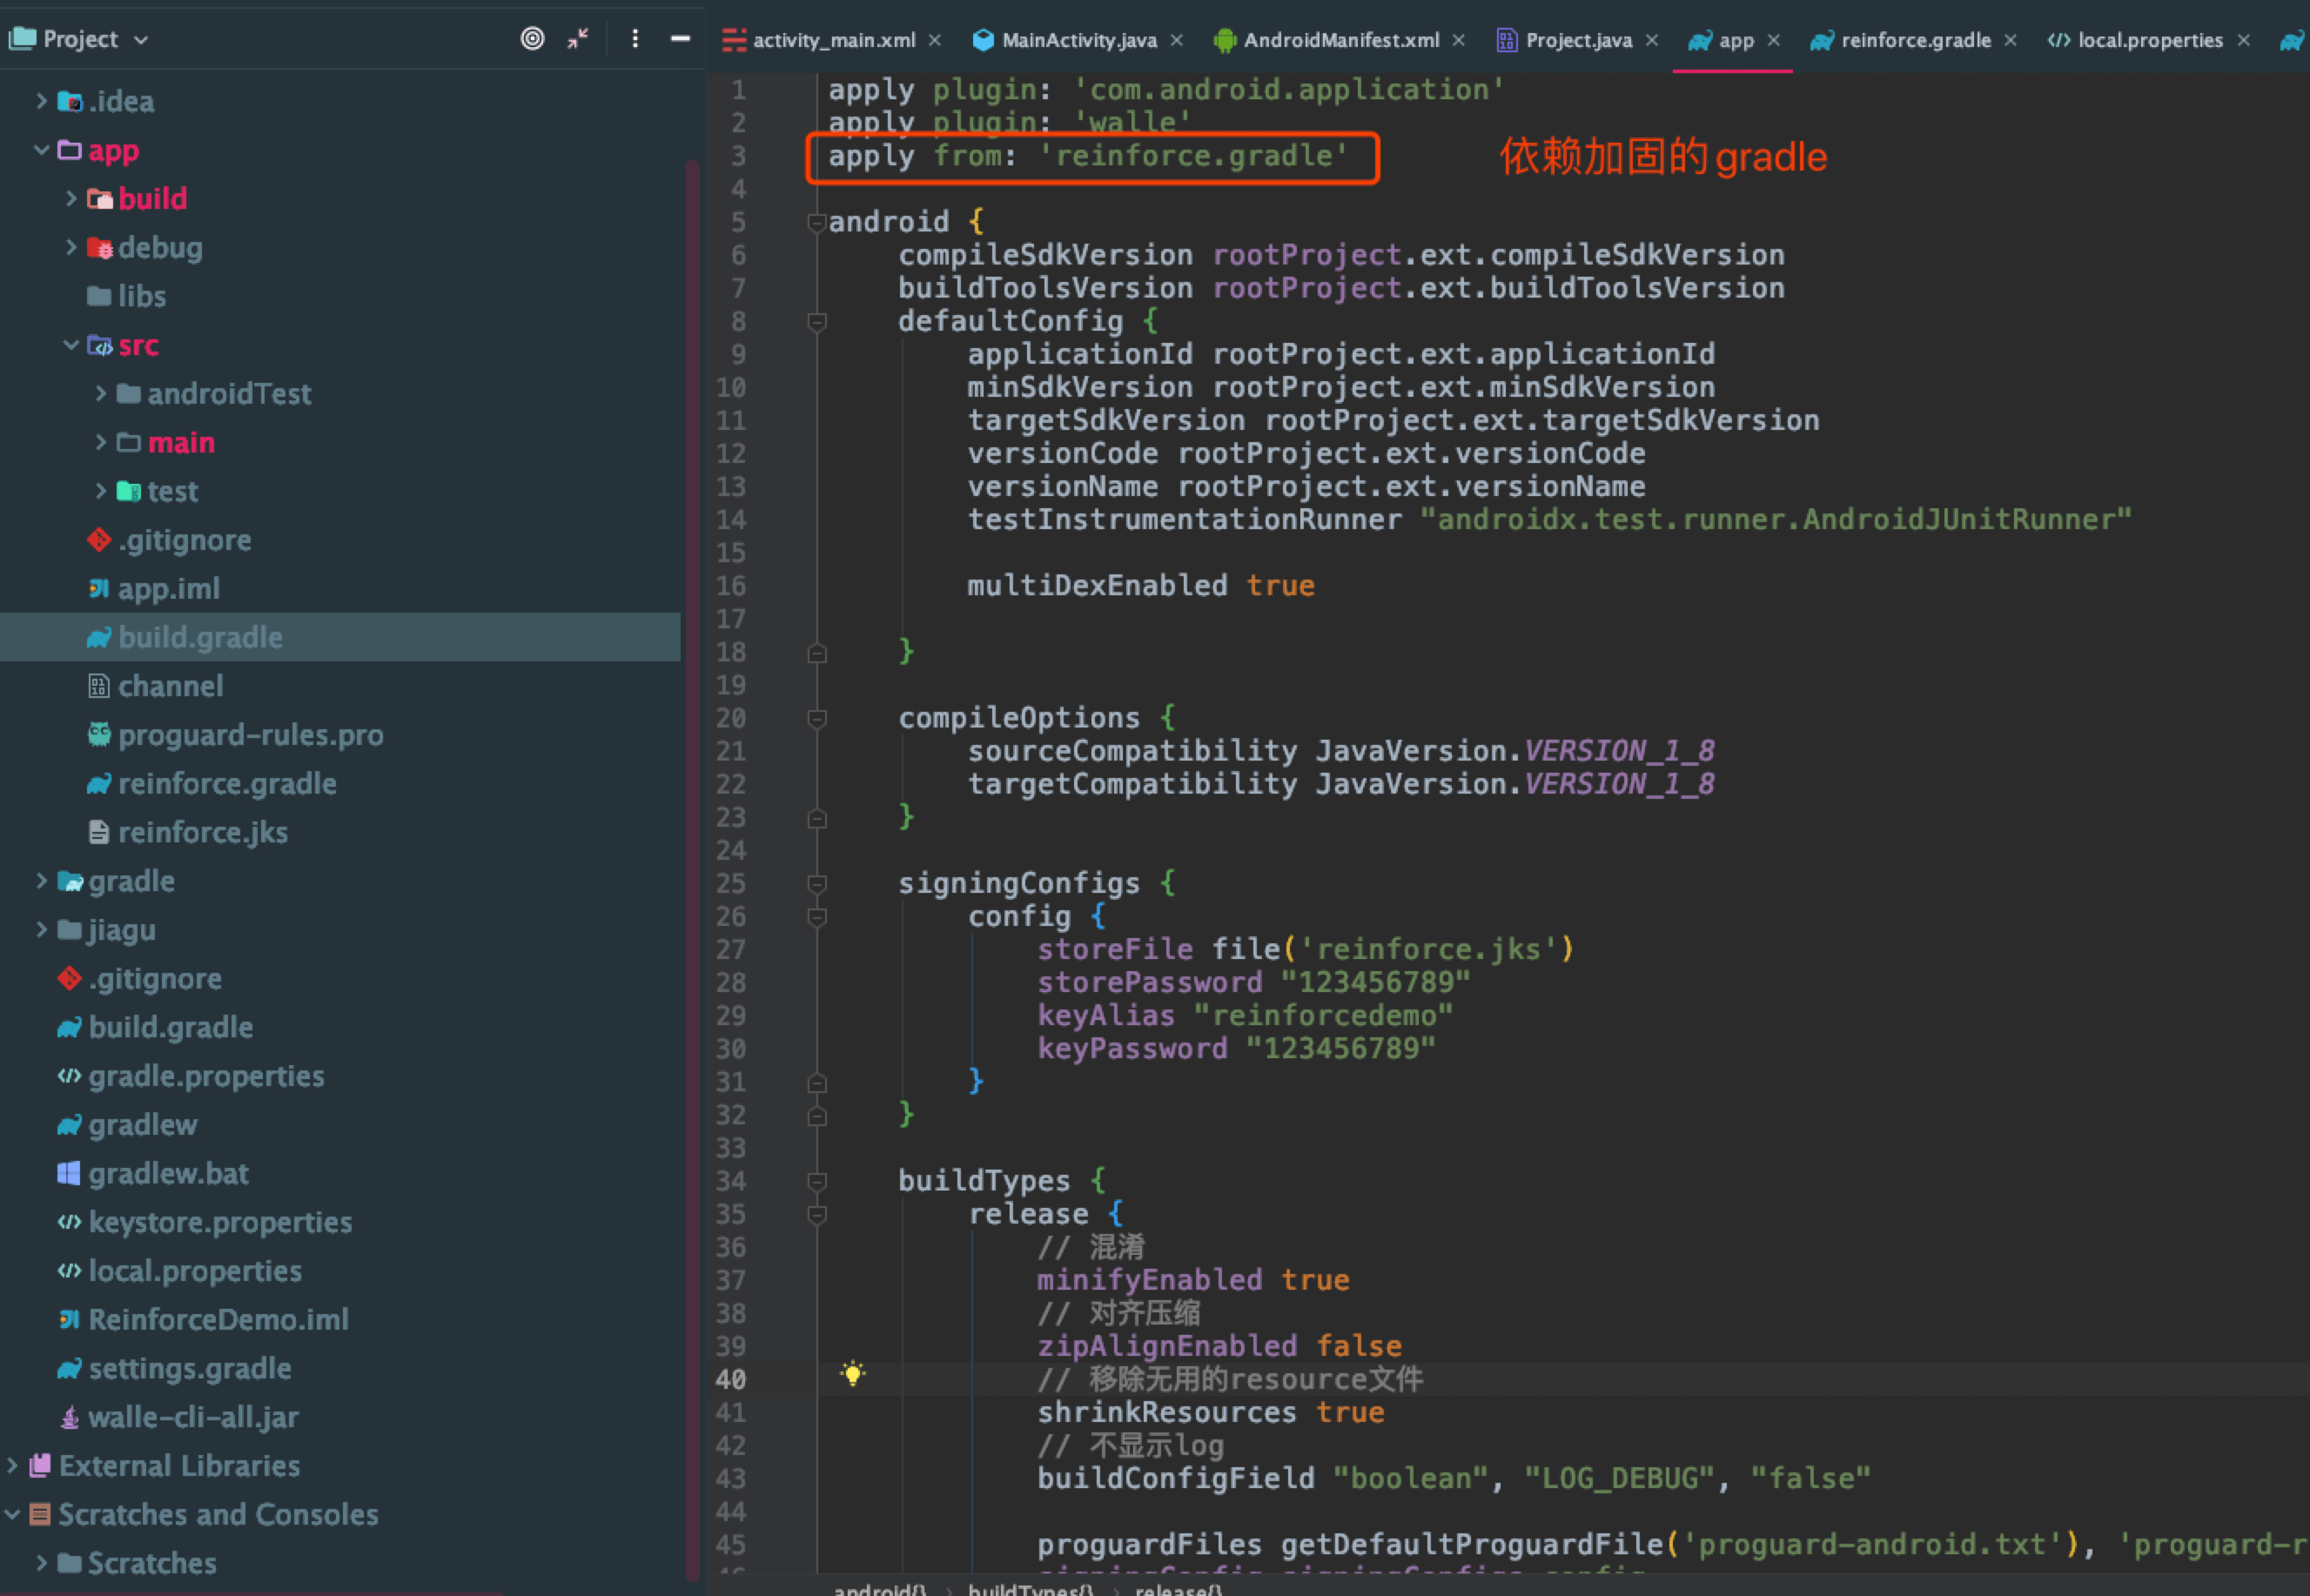 Project
.idea
app
build
debug
libs
src
androidTest
main
test
.gitignore
app.iml
build.gradle
channel
proguard-rules.pro
reinforce.gradle
reinforce.jks
gradle
jiagu
.gitignore
build.gradle
gradle.properties
gradlew
gradlew.bat
keystore.properties
local.properties
ReinforceDemo.iml
settings.gradle
walle-cli-all.jar
External Libraries
Scratches and Consoles
Scratches
activity_main.xml MainActivity.java AndroidManifest.xml Project.java app reinforce.gradle local.properties
1 apply plugin: 'com.android.application'
2 apply plugin: 'walle'
3 apply from: 'reinforce.gradle'
依赖加固的gradle
4
5 android {
6 compileSdkVersion rootProject.ext.compileSdkVersion
7 buildToolsVersion rootProject.ext.buildToolsVersion
8 defaultConfig {
9 applicationId rootProject.ext.applicationId
10 minSdkVersion rootProject.ext.minSdkVersion
11 targetSdkVersion rootProject.ext.targetSdkVersion
12 versionCode rootProject.ext.versionCode
13 versionName rootProject.ext.versionName
14 testInstrumentationRunner "androidx.test.runner.AndroidJUnitRunner"
15
16 multiDexEnabled true
17
18 }
19
20 compileOptions {
21 sourceCompatibility JavaVersion.VERSION_1_8
22 targetCompatibility JavaVersion.VERSION_1_8
23 }
24
25 signingConfigs {
26 config {
27 storeFile file('reinforce.jks')
28 storePassword "123456789"
29 keyAlias "reinforcedemo"
30 keyPassword "123456789"
31 }
32 }
33
34 buildTypes {
35 release {
36 // 混淆
37 minifyEnabled true
38 // 对齐压缩
39 zipAlignEnabled false
40 // 移除无用的resource文件
41 shrinkResources true
42 // 不显示log
43 buildConfigField "boolean", "LOG_DEBUG", "false"
44
45 proguardFiles getDefaultProguardFile('proguard-android.txt'), 'proguard-r
android{} › buildTypes{} › release{}